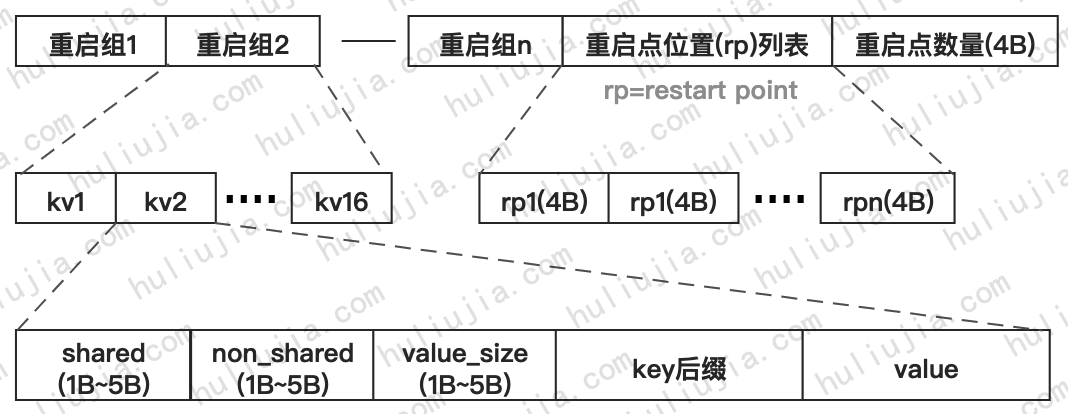 重启组1 重启组2 重启组n 重启点位置(rp)列表 重启点数量(4B)
rp=restart point
kv1 kv2 kv16 rp1(4B) rp1(4B) rpn(4B)
shared non_shared value_size key后缀 value
(1B~5B) (1B~5B) (1B~5B)
huliujia.com